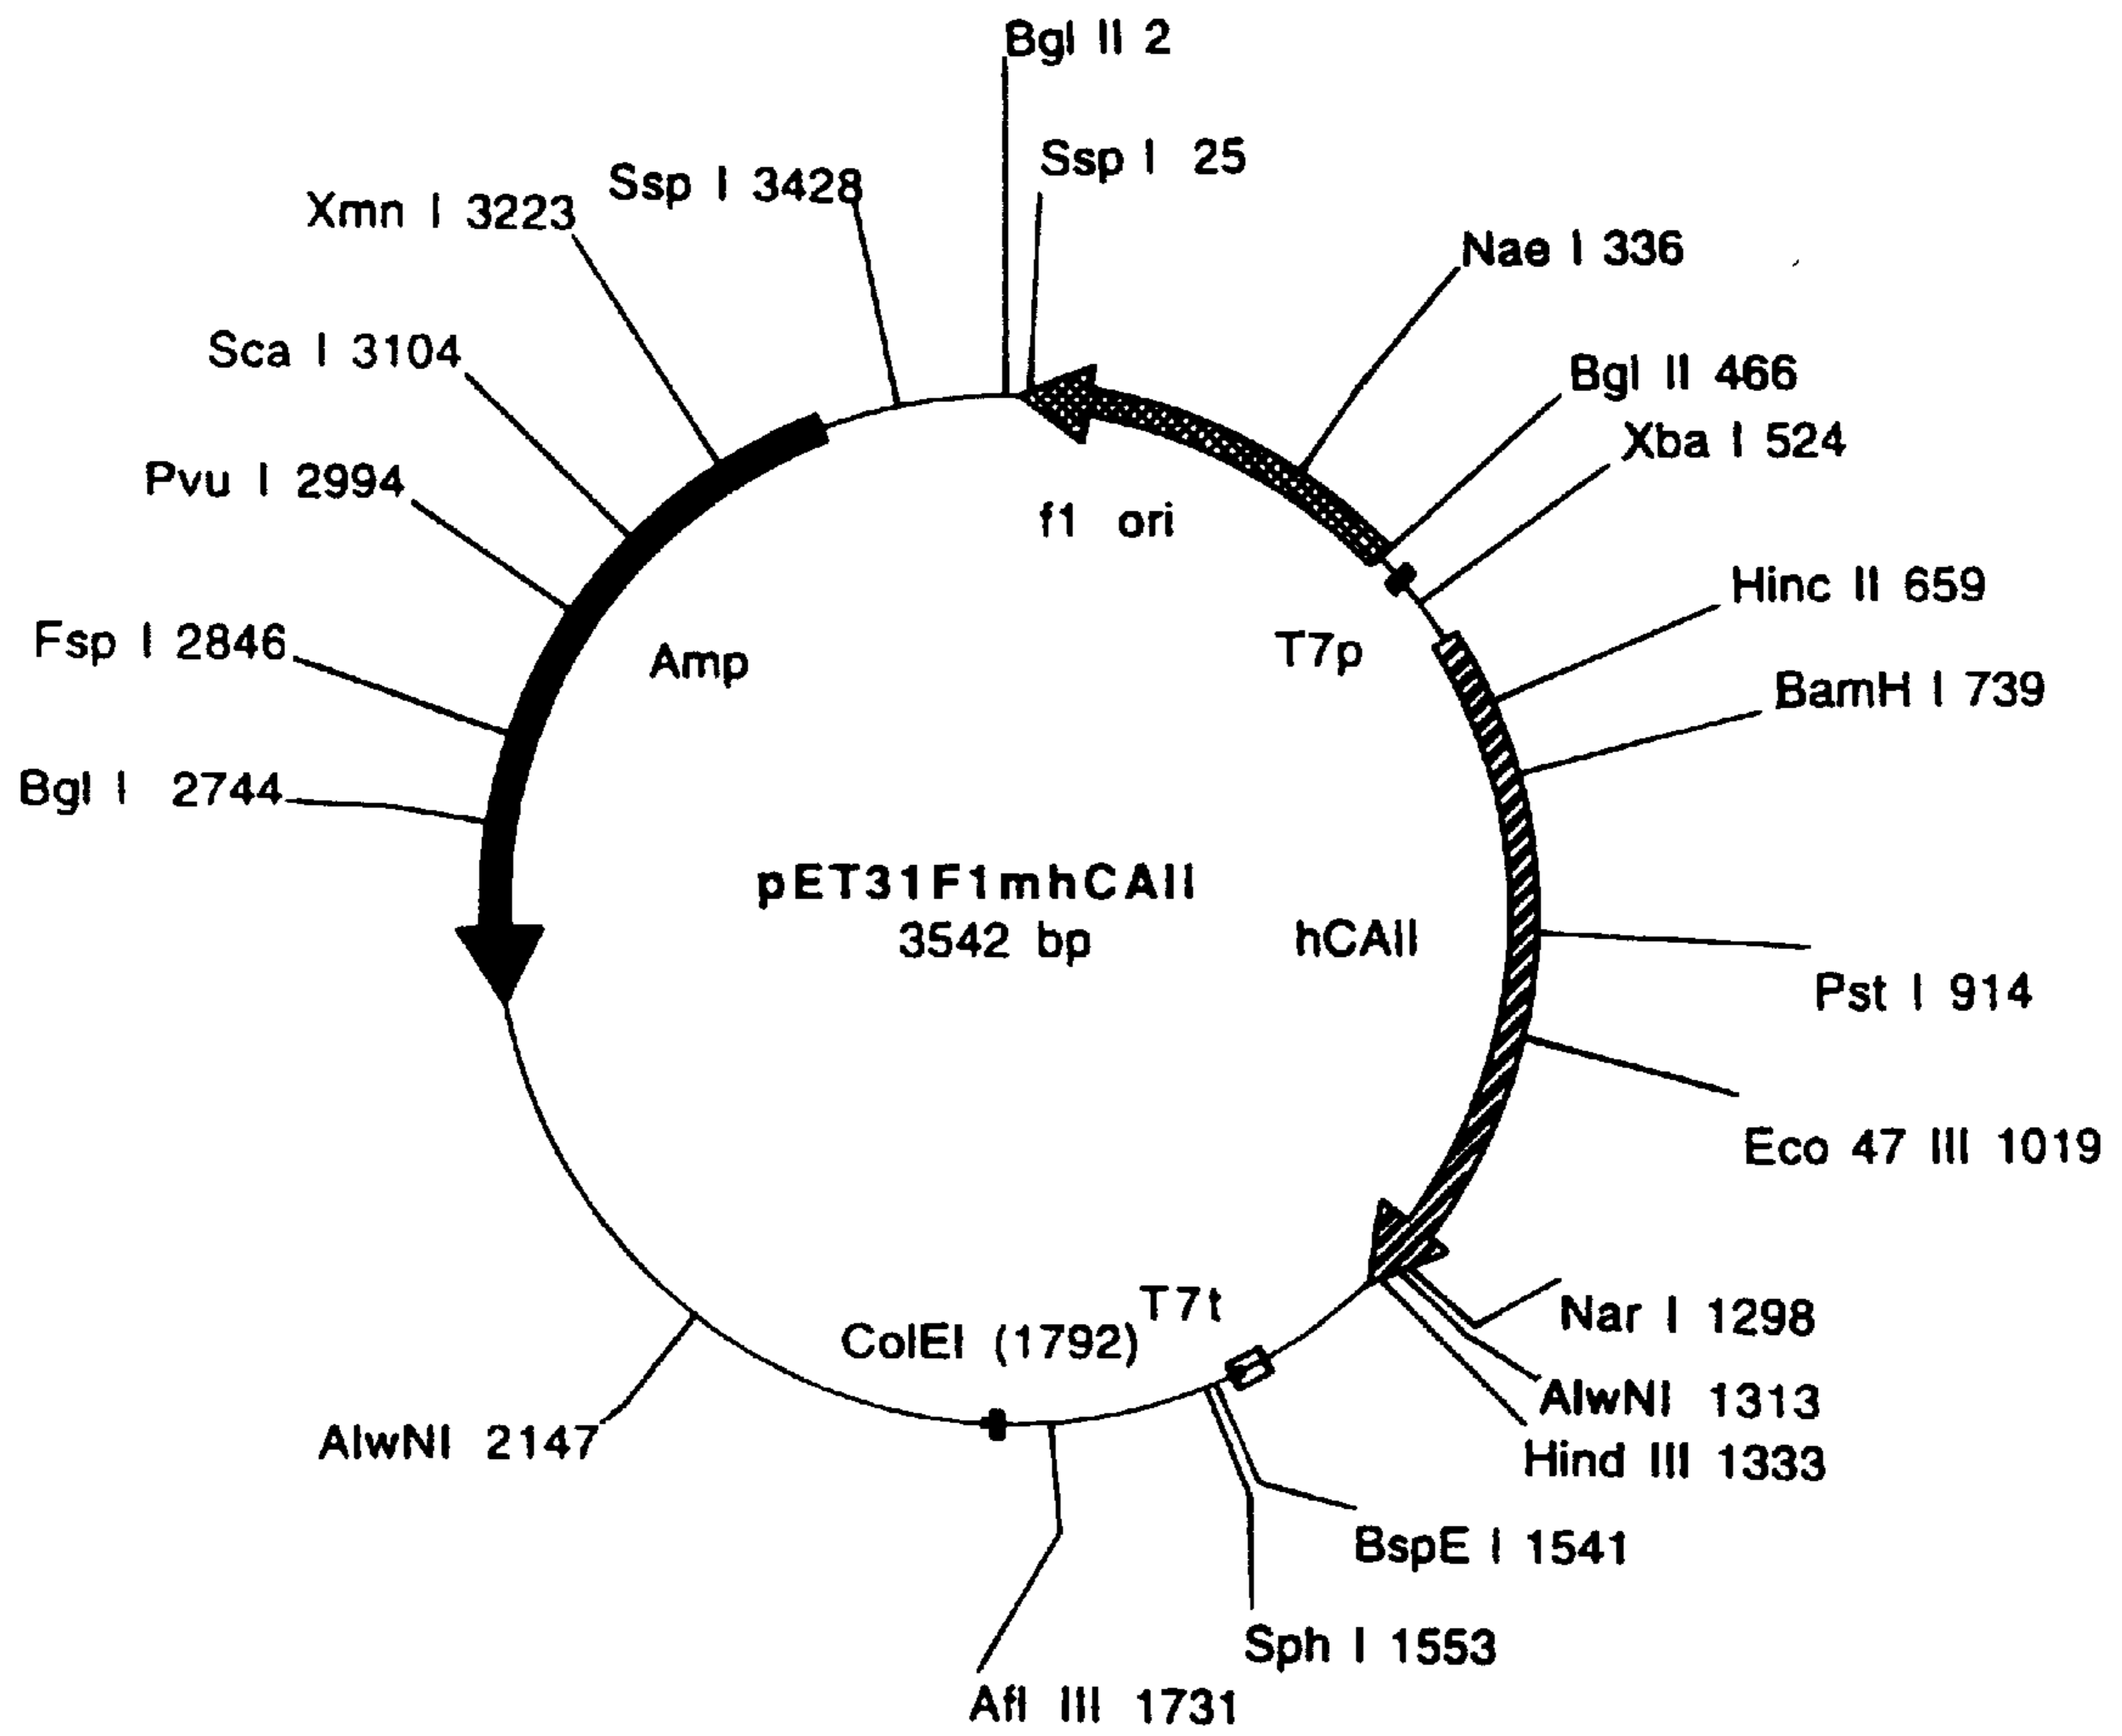 Bgl II 2
Ssp I 25
Ssp I 3428
Xmn I 3223
Nae I 336
Sca I 3104
Bgl II 466
Xba I 524
Pvu I 2994
f1 ori
Hinc II 659
Fsp I 2846
Amp
T7p
BamH I 739
Bgl I 2744
pET31F1mhCAII
3542 bp
hCAII
Pst I 914
Eco 47 III 1019
T7t
Nar I 1298
ColEI (1792)
AlwNI 1313
AlwNI 2147
Hind III 1333
BspE I 1541
Sph I 1553
Afl III 1731